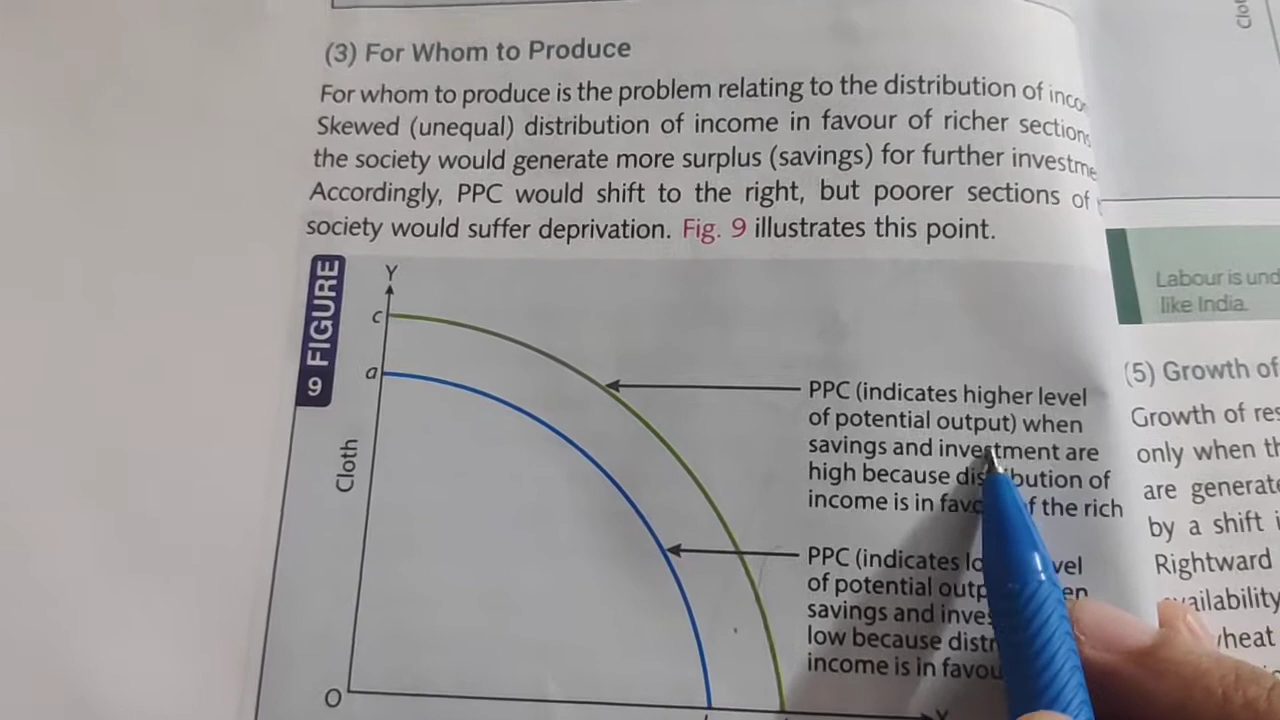 (3) For Whom to Produce
For whom to produce is the problem relating to the distribution of
Skewed (unequal) distribution of income in favour of richer sections
the society would generate more surplus (savings) for further
Accordingly, PPC would shift to the right, but poorer sections of
society would suffer deprivation. Fig. 9 illustrates this point.
9 FIGURE
Y
c
a
Cloth
O
X
PPC (indicates higher level
of potential output) when
savings and investment are
high because of
income is in the rich
PPC (indicates
of potential
savings and
low because
income is in
Labour is
like India.
(5) Growth of
Growth of
only when
are
by a shift
Rightward